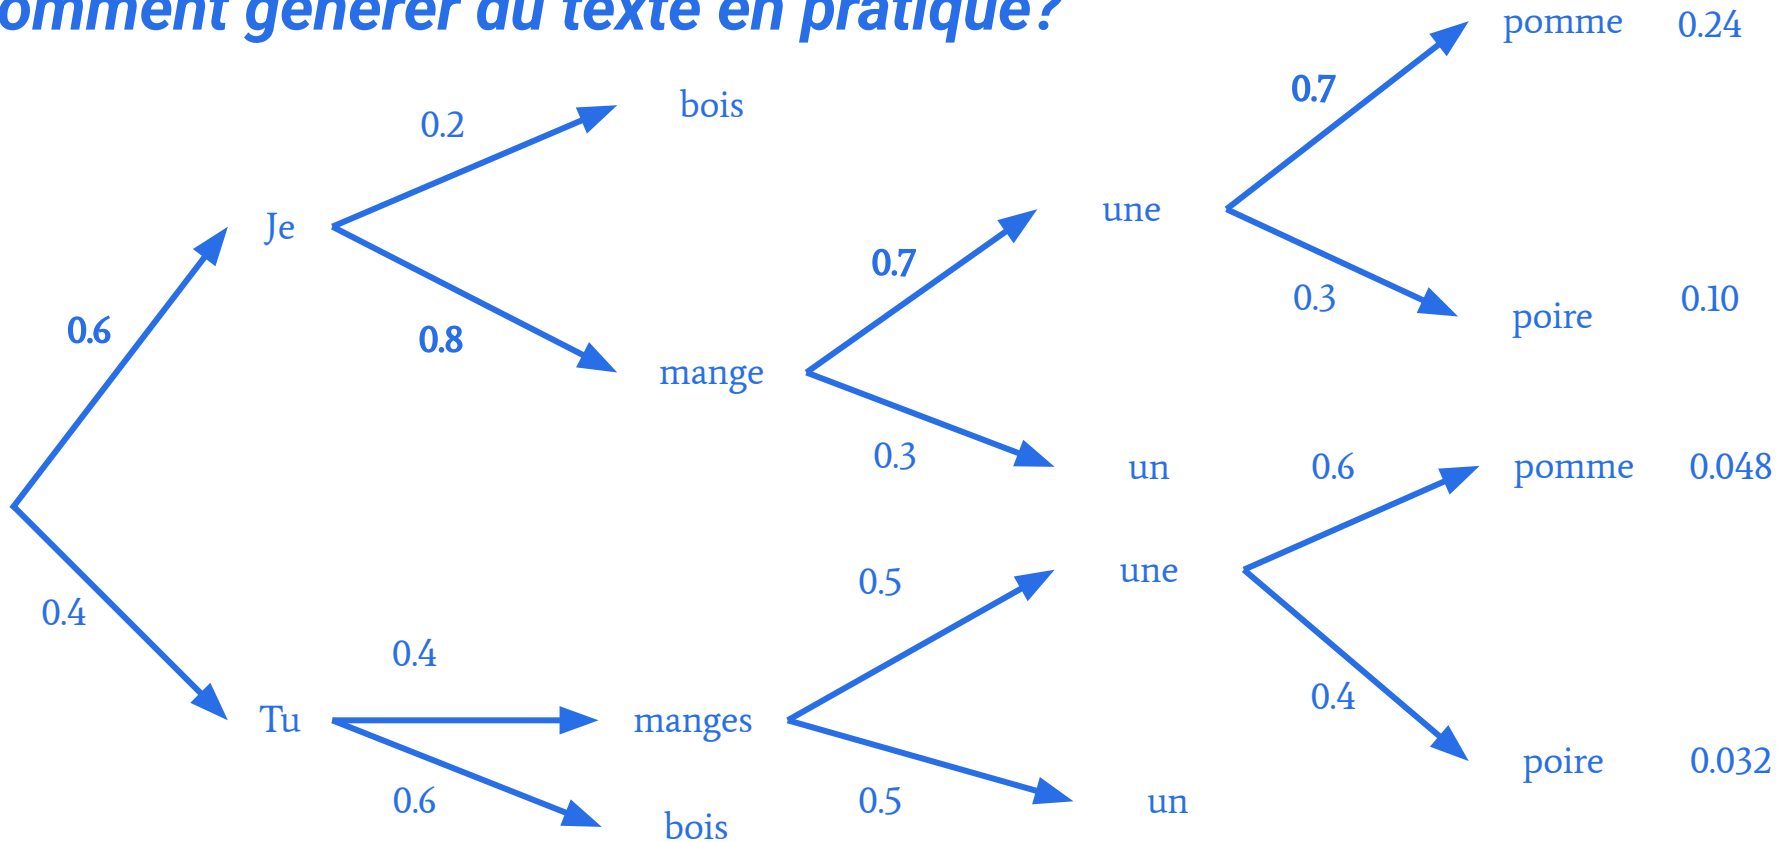 omment générer du texte en pratique?
pomme 0.24
0.7
0.2 bois
Je
une
0.7
0.6
0.8
mange
0.3
poire 0.10
0.3
un
0.6
pomme 0.048
0.5
une
0.4
0.4
Tu
manges
0.4
poire 0.032
0.6
0.5
un
bois